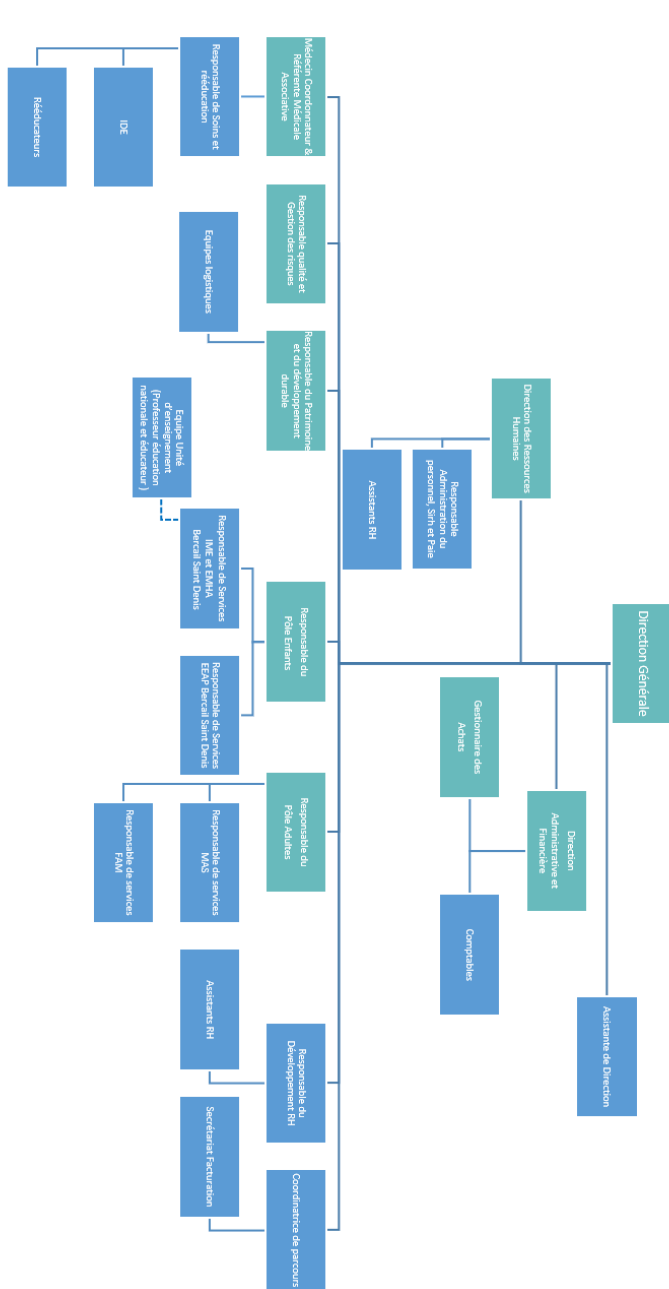 Direction Générale
Assistante de Direction
Direction
Administrative et
Financière
Direction des Ressources
Humaines
Gestionnaire des
Achats
Comptables
Responsable
Administration du
personnel, Sirh et Paie
Assistants RH
Médecin Coordonnateur &
Référente Médicale
Associative
Responsable qualité et
Gestion des risques
Responsable du Patrimoine
et du développement
durable
Responsable du
Pôle Enfants
Responsable du
Pôle Adultes
Responsable du
Développement RH
Coordinatrice de parcours
Responsable de Soins et
rééducation
Equipes logistiques
Responsable de Services
IME et EMHA
Bercail Saint Denis
Responsable de Services
EEAP Bercail Saint Denis
Responsable de services
MAS
Assistants RH
Secrétariat Facturation
Equipe Unité
d'enseignement
(Professeur éducation
nationale et éducateur )
IDE
Responsable de services
FAM
Rééducateurs